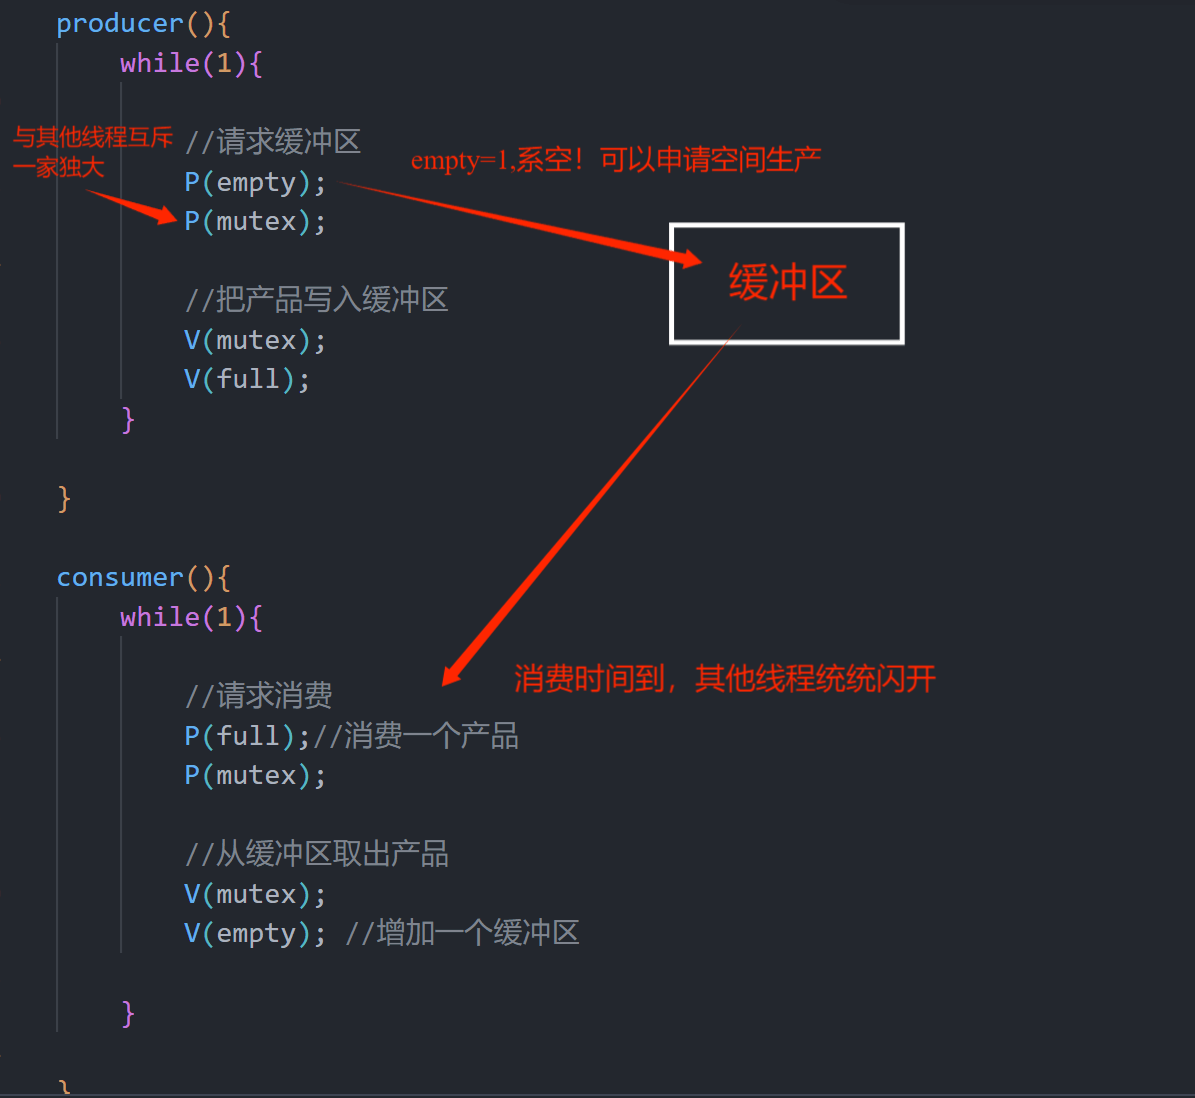 producer(){
while(1){
与其他线程互斥
一家独大
//请求缓冲区
P(empty);
P(mutex);
empty=1,系空！可以申请空间生产
缓冲区
//把产品写入缓冲区
V(mutex);
V(full);
}
}
consumer(){
while(1){
//请求消费
消费时间到，其他线程统统闪开
P(full);//消费一个产品
P(mutex);
//从缓冲区取出产品
V(mutex);
V(empty); //增加一个缓冲区
}
}